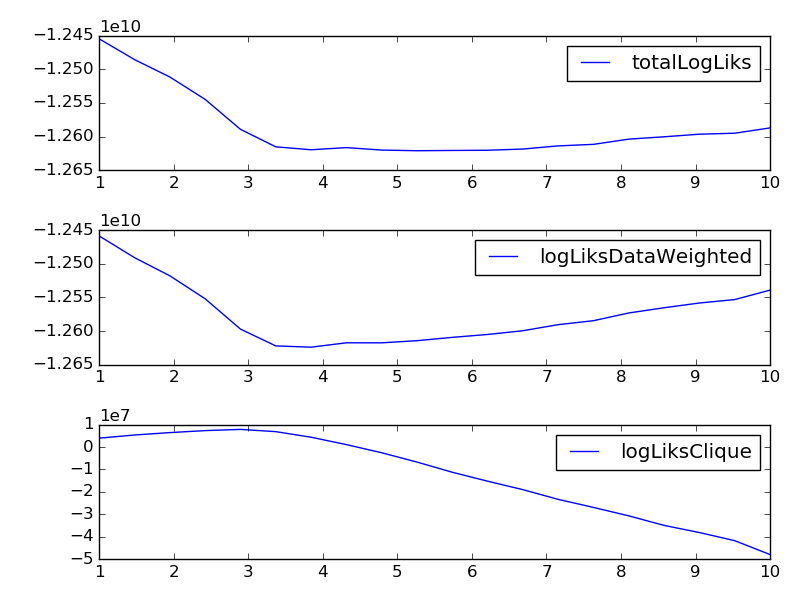 1e10
−1.245
−1.250
−1.255
−1.260
−1.265
totalLogLiks
1 2 3 4 5 6 7 8 9 10
1e10
−1.245
−1.250
−1.255
−1.260
−1.265
logLiksDataWeighted
1 2 3 4 5 6 7 8 9 10
1e7
1
0
−1
−2
−3
−4
−5
logLiksClique
1 2 3 4 5 6 7 8 9 10